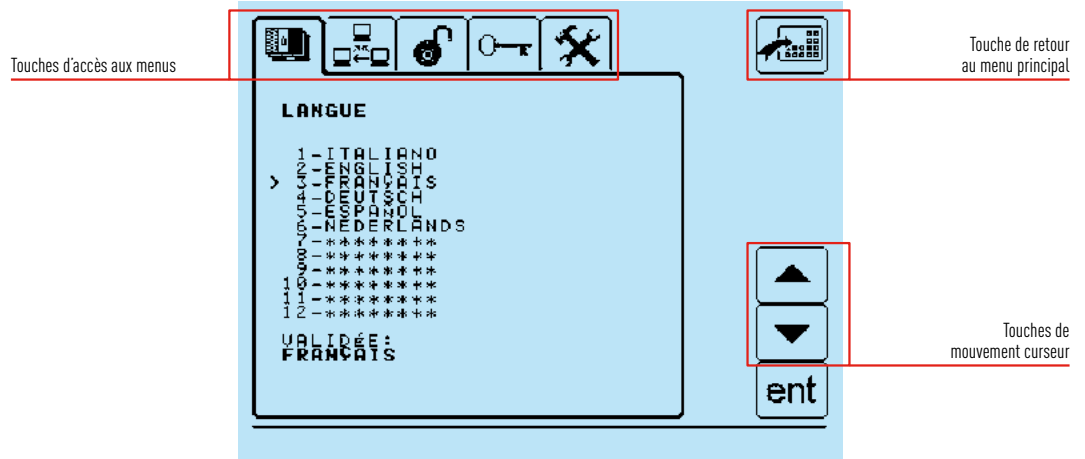 Touches d'accès aux menus
Touche de retour
au menu principal
LANGUE
1-ITALIANO
2-ENGLISH
> 3-FRANÇAIS
4-DEUTSCH
5-ESPAÑOL
6-NEDERLANDS
7-********
8-********
9-********
10-********
11-********
12-********
VALIDÉE:
FRANÇAIS
Touches de
mouvement curseur
ent